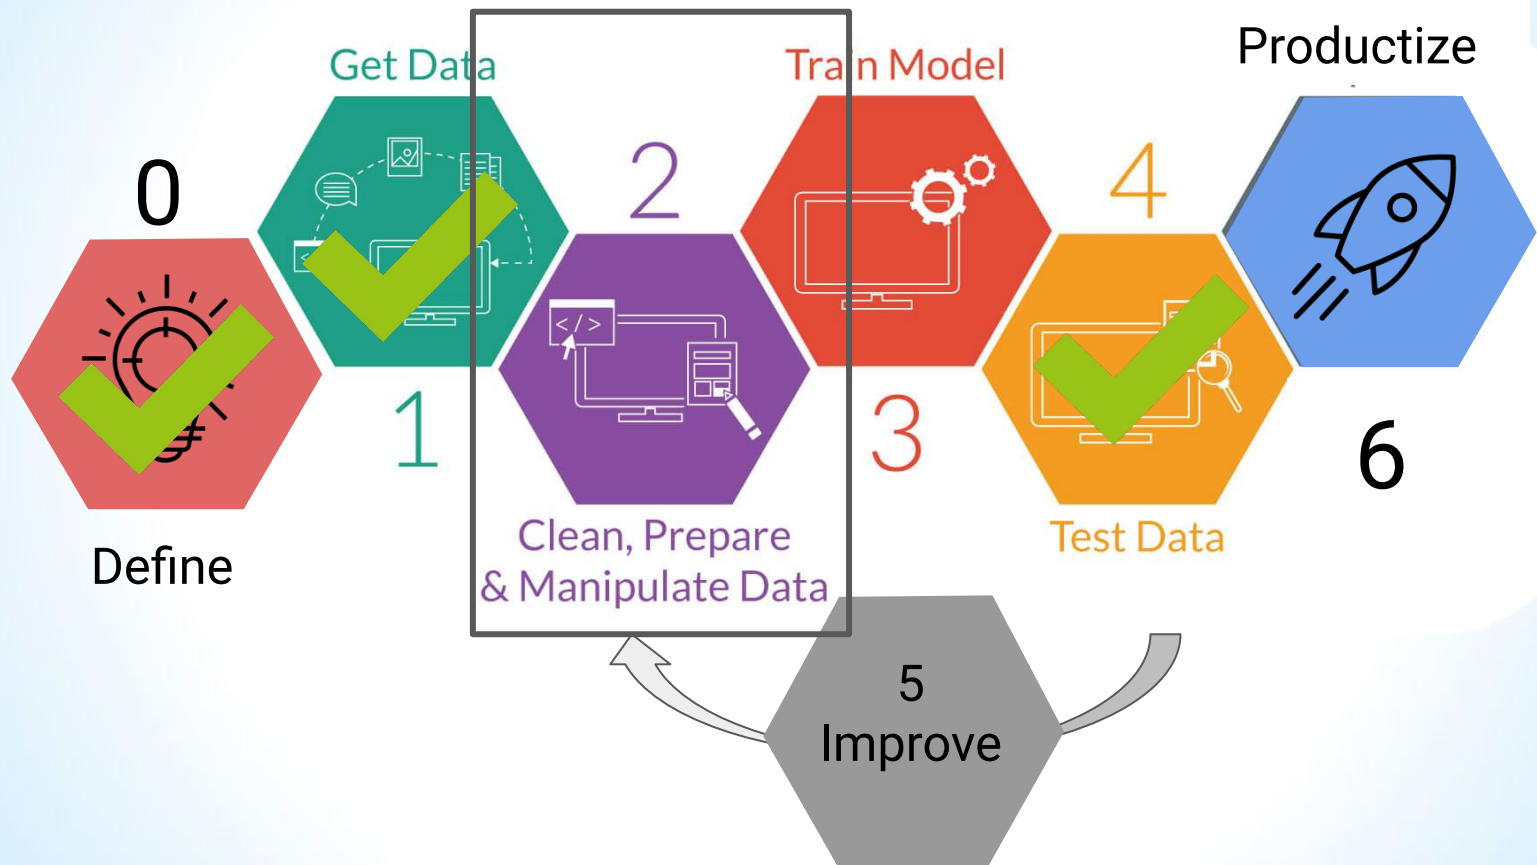 0
Define
Get Data
1
2
</>
Clean, Prepare
& Manipulate Data
Train Model
3
4
Test Data
5
Improve
Productize
6